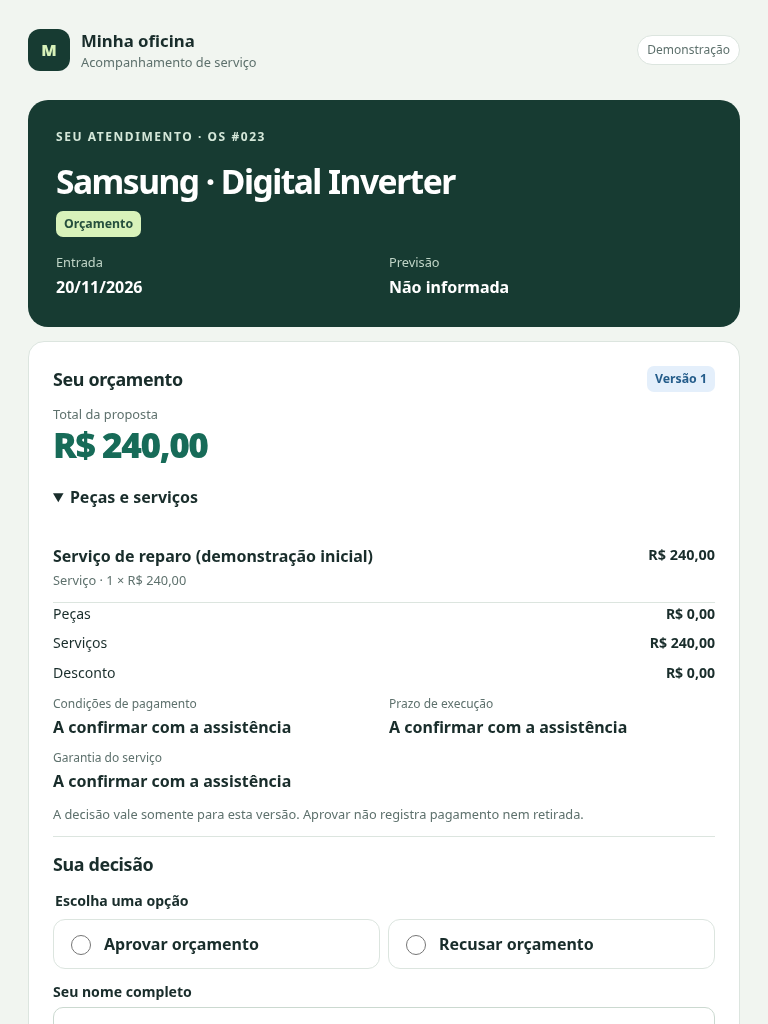 M
Minha oficina
Acompanhamento de serviço
Demonstração
SEU ATENDIMENTO · OS #023
Samsung · Digital Inverter
Orçamento
Entrada
20/11/2026
Previsão
Não informada
Seu orçamento
Versão 1
Total da proposta
R$ 240,00
▼ Peças e serviços
Serviço de reparo (demonstração inicial)
R$ 240,00
Serviço · 1 × R$ 240,00
Peças
R$ 0,00
Serviços
R$ 240,00
Desconto
R$ 0,00
Condições de pagamento
A confirmar com a assistência
Prazo de execução
A confirmar com a assistência
Garantia do serviço
A confirmar com a assistência
A decisão vale somente para esta versão. Aprovar não registra pagamento nem retirada.
Sua decisão
Escolha uma opção
Aprovar orçamento
Recusar orçamento
Seu nome completo